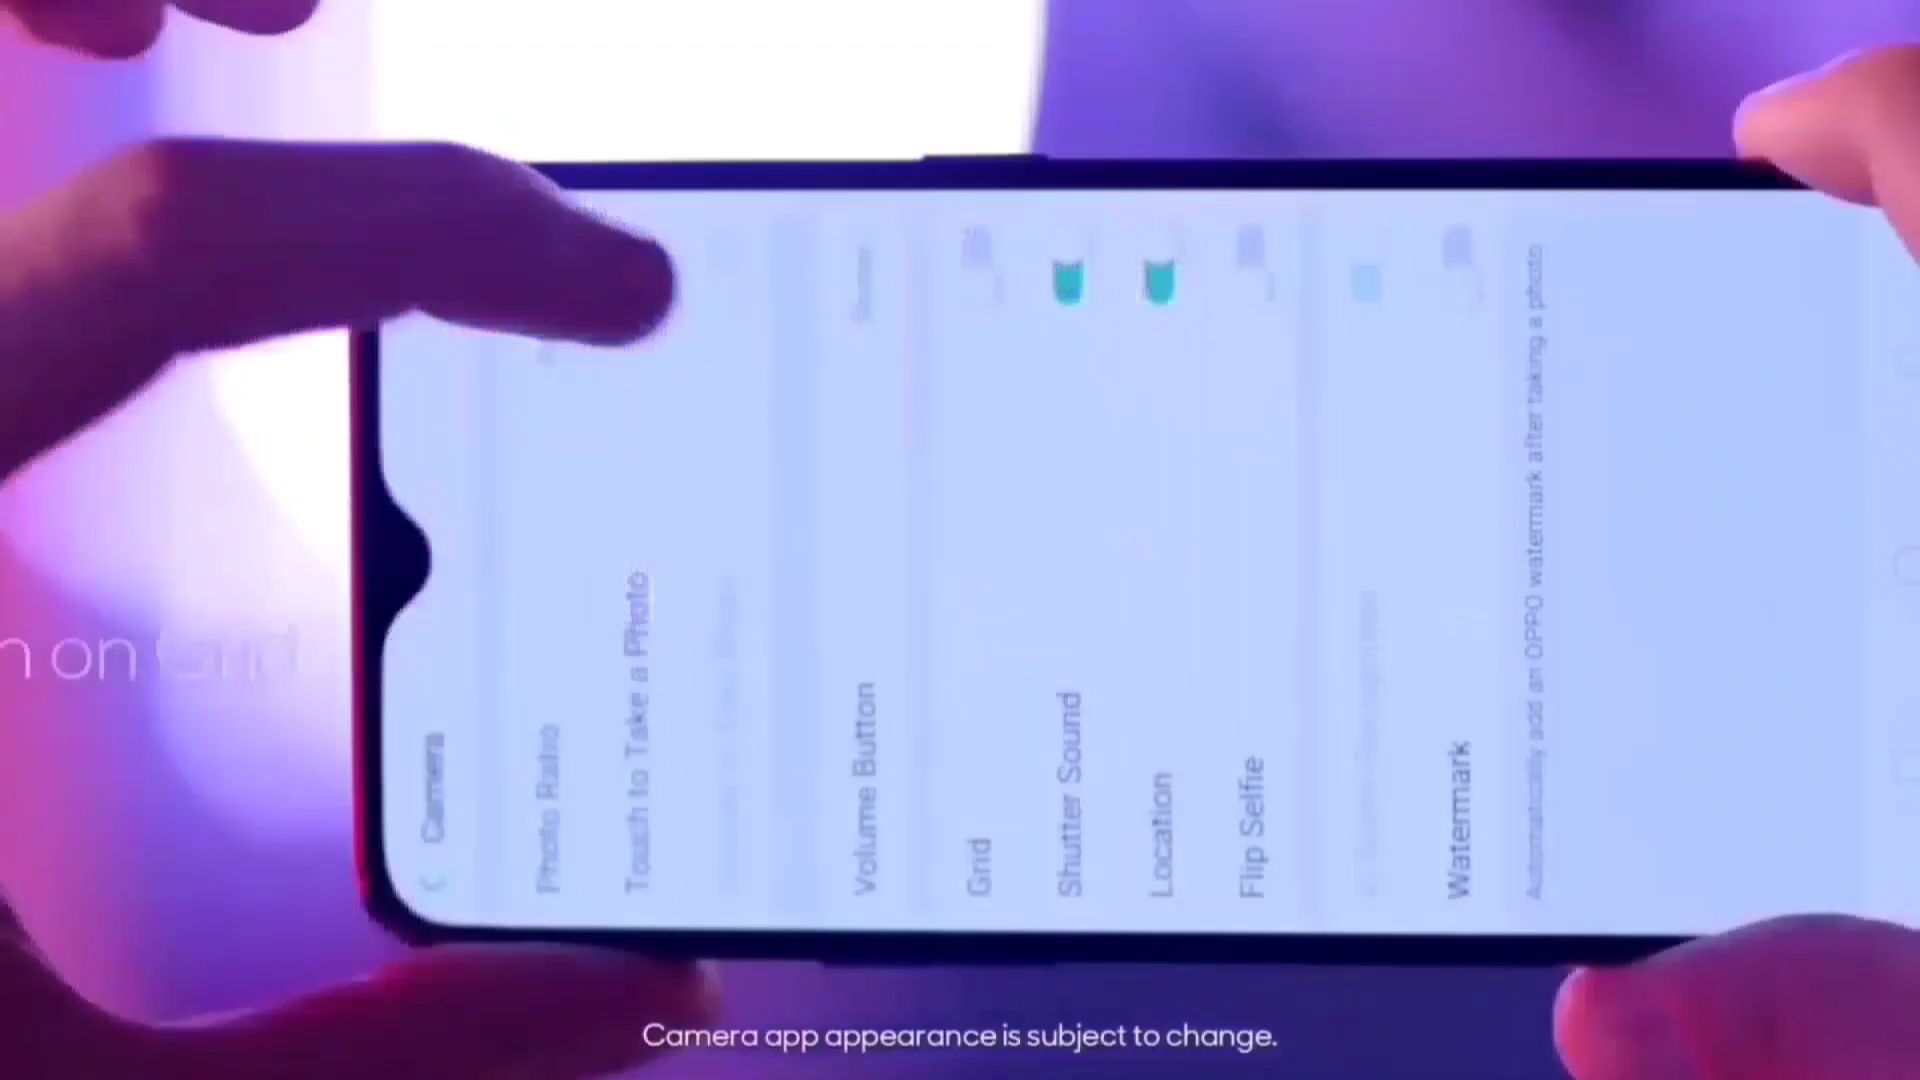 n on Grid
Camera
Photo Ratio
Touch to Take a Photo
Volume Button
Grid
Shutter Sound
Location
Flip Selfie
Watermark
Automatically add an OPPO watermark after taking a photo
Camera app appearance is subject to change.